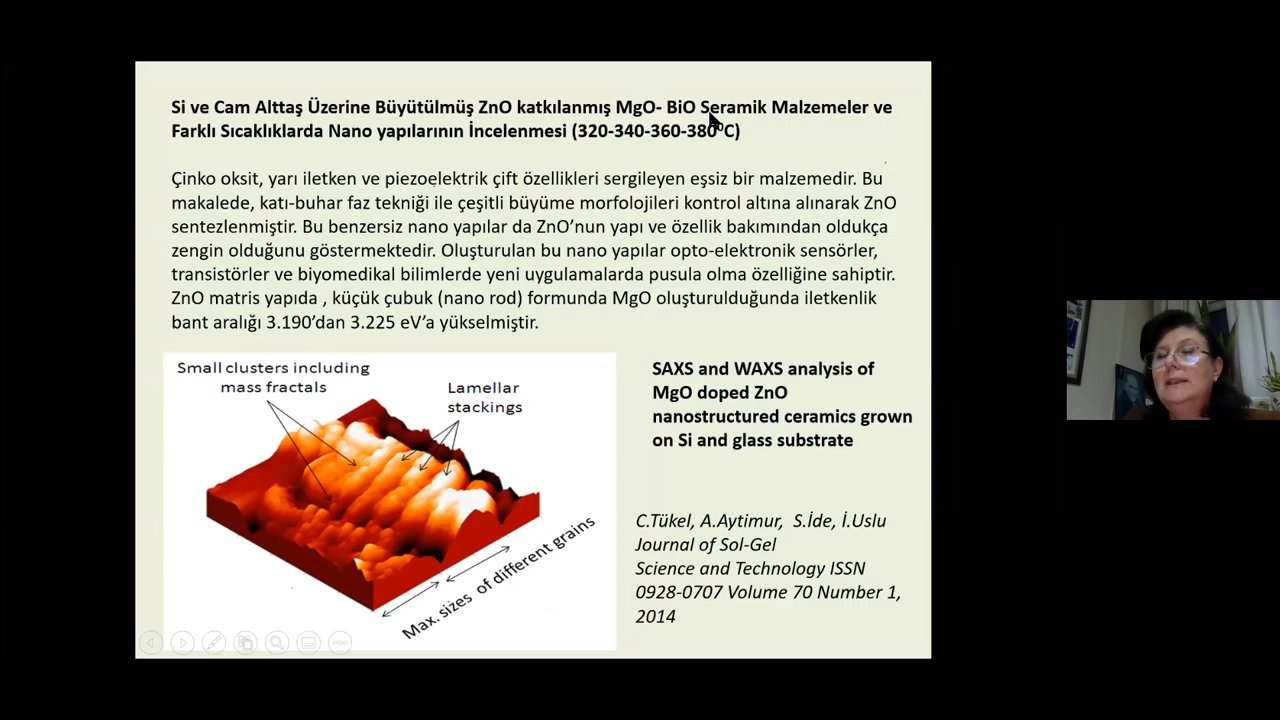 Si ve Cam Alttaş Üzerine Büyütülmüş ZnO katkılanmış MgO- BiO Seramik Malzemeler ve
Farklı Sıcaklıklarda Nano yapılarının İncelenmesi (320-340-360-380⁰C)
Çinko oksit, yarı iletken ve piezoelektrik çift özellikleri sergileyen eşsiz bir malzemedir. Bu
makalede, katı-buhar faz tekniği ile çeşitli büyüme morfolojileri kontrol altına alınarak ZnO
sentezlenmiştir. Bu benzersiz nano yapılar da ZnO’nun yapı ve özellik bakımından oldukça
zengin olduğunu göstermektedir. Oluşturulan bu nano yapılar opto-elektronik sensörler,
transistörler ve biyomedikal bilimlerde yeni uygulamalarda pusula olma özelliğine sahiptir.
ZnO matris yapıda , küçük çubuk (nano rod) formunda MgO oluşturulduğunda iletkenlik
bant aralığı 3.190’dan 3.225 eV’a yükselmiştir.
Small clusters including
mass fractals
Lamellar
stackings
Max. sizes of different grains
SAXS and WAXS analysis of
MgO doped ZnO
nanostructured ceramics grown
on Si and glass substrate
C.Tükel, A.Aytimur, S.İde, İ.Uslu
Journal of Sol-Gel
Science and Technology ISSN
0928-0707 Volume 70 Number 1,
2014